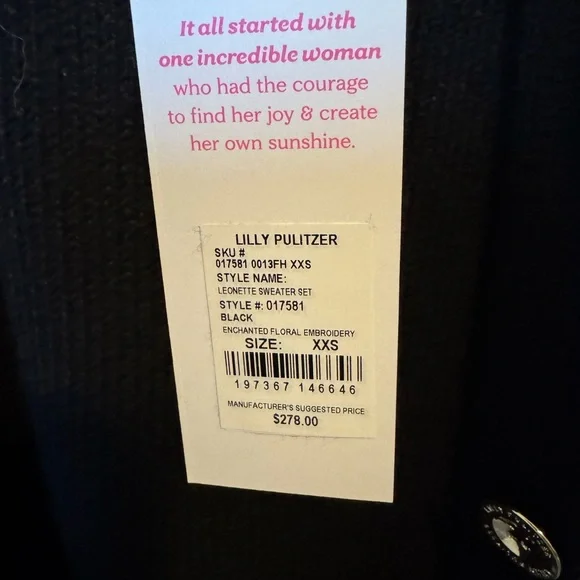 It all started with
one incredible woman
who had the courage
to find her joy & create
her own sunshine.
LILLY PULITZER
SKU #
017581 0013FH XXS
STYLE NAME:
LEONETTE SWEATER SET
STYLE #: 017581
BLACK
ENCHANTED FLORAL EMBROIDERY
SIZE: XXS
197367 146646
MANUFACTURER'S SUGGESTED PRICE
$278.00